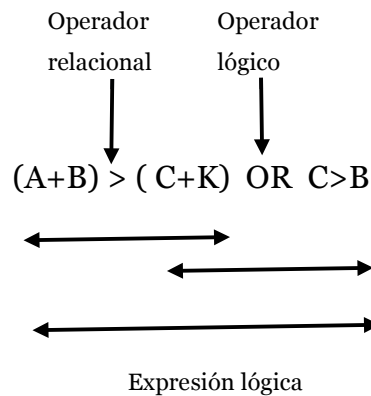 Operador
relacional
Operador
lógico
(A+B) > ( C+K) OR C>B
Expresión lógica